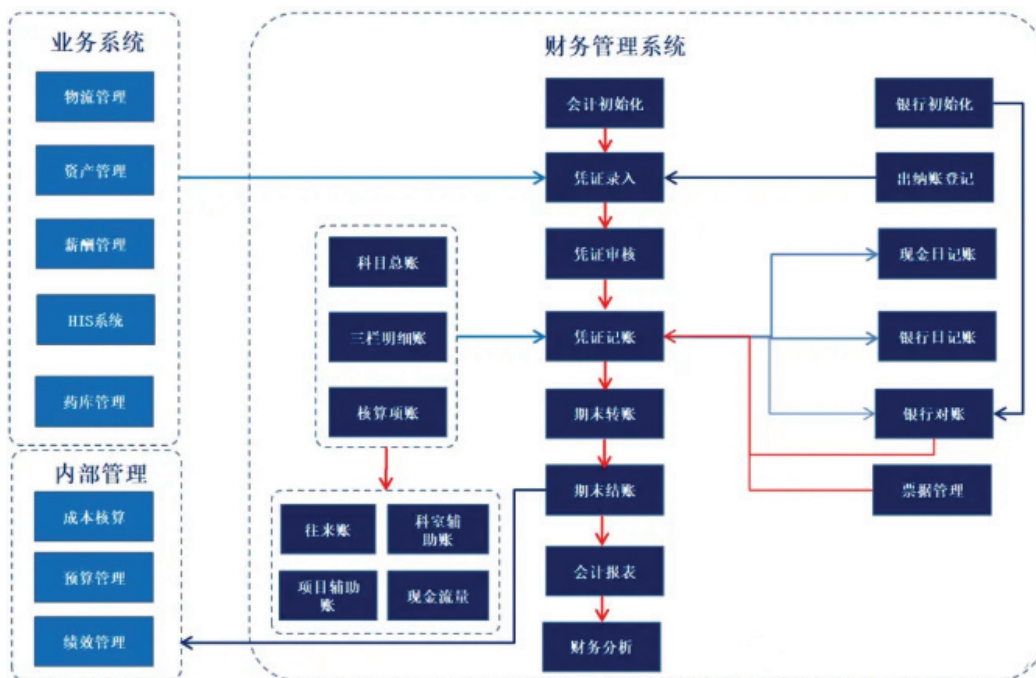 业务系统
物流管理
资产管理
薪酬管理
HIS系统
药库管理
内部管理
成本核算
预算管理
绩效管理
财务管理系统
会计初始化
凭证录入
凭证审核
凭证记账
期末转账
期末结账
会计报表
财务分析
科目总账
三栏明细账
核算项账
往来账
科室辅
助账
项目辅助
账
现金流量
银行初始化
出纳账登记
现金日记账
银行日记账
银行对账
票据管理